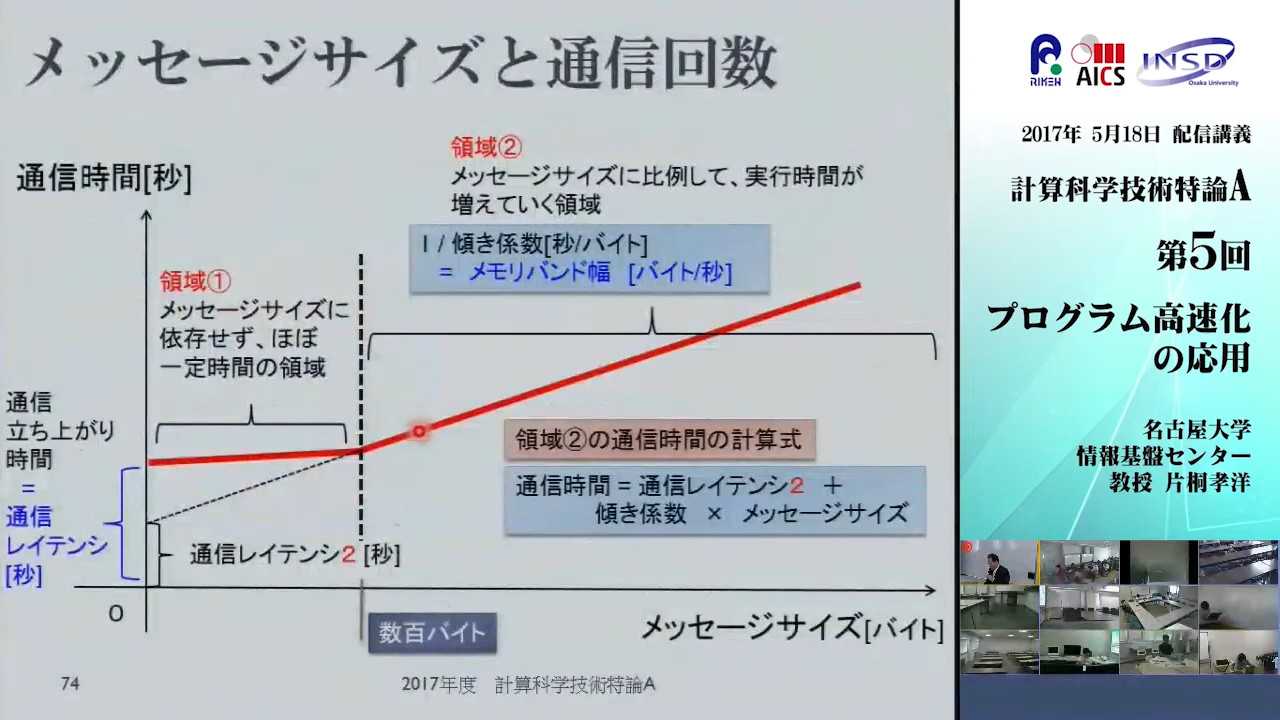 メッセージサイズと通信回数
通信時間[秒]
領域②
メッセージサイズに比例して、実行時間が
増えていく領域
1 / 傾き係数[秒/バイト]
= メモリバンド幅 [バイト/秒]
領域①
メッセージサイズに
依存せず、ほぼ
一定時間の領域
通信
立ち上がり
時間
=
通信
レイテンシ
[秒]
領域②の通信時間の計算式
通信時間 = 通信レイテンシ2 +
傾き係数 × メッセージサイズ
通信レイテンシ2 [秒]
0
数百バイト
メッセージサイズ[バイト]
74
2017年度 計算科学技術特論A
RIKEN
AICS
INSD
Osaka University
2017年 5月18日 配信講義
計算科学技術特論A
第5回
プログラム高速化
の応用
名古屋大学
情報基盤センター
教授 片桐孝洋